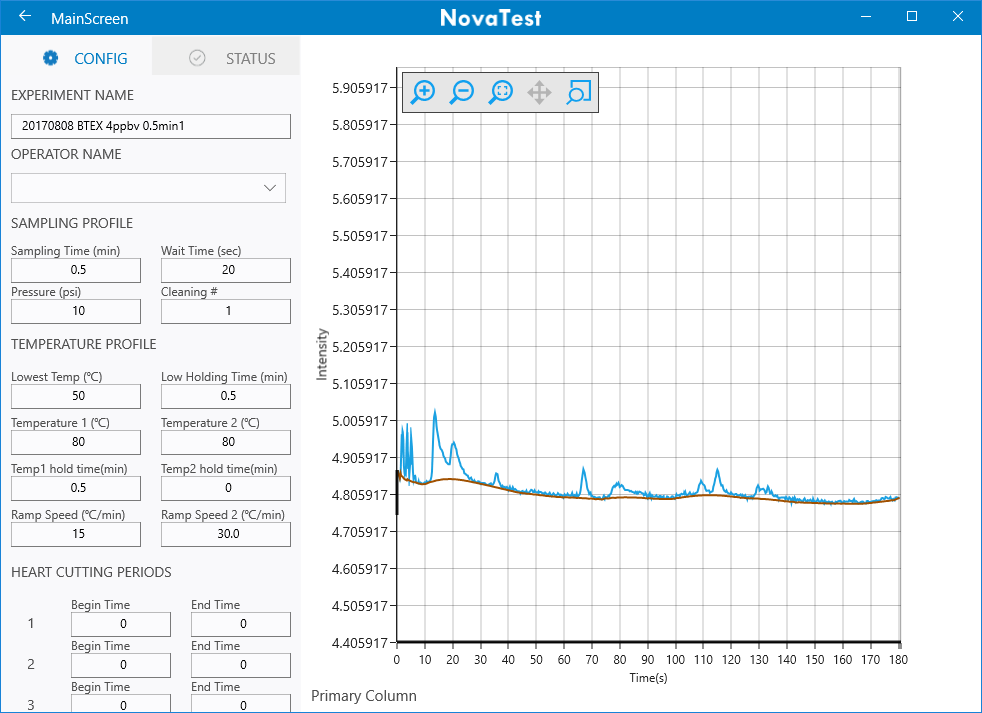 MainScreen
NovaTest
CONFIG
STATUS
EXPERIMENT NAME
20170808 BTEX 4ppbv 0.5min1
OPERATOR NAME
SAMPLING PROFILE
Sampling Time (min) Wait Time (sec)
0.5 20
Pressure (psi) Cleaning #
10 1
TEMPERATURE PROFILE
Lowest Temp (℃) Low Holding Time (min)
50 0.5
Temperature 1 (℃) Temperature 2 (℃)
80 80
Temp1 hold time(min) Temp2 hold time(min)
0.5 0
Ramp Speed (℃/min) Ramp Speed 2 (℃/min)
15 30.0
HEART CUTTING PERIODS
Begin Time End Time
1 0 0
Begin Time End Time
2 0 0
Begin Time End Time
3 0 0
Intensity
5.905917
5.805917
5.705917
5.605917
5.505917
5.405917
5.305917
5.205917
5.105917
5.005917
4.905917
4.805917
4.705917
4.605917
4.505917
4.405917
0 10 20 30 40 50 60 70 80 90 100 110 120 130 140 150 160 170 180
Time(s)
Primary Column